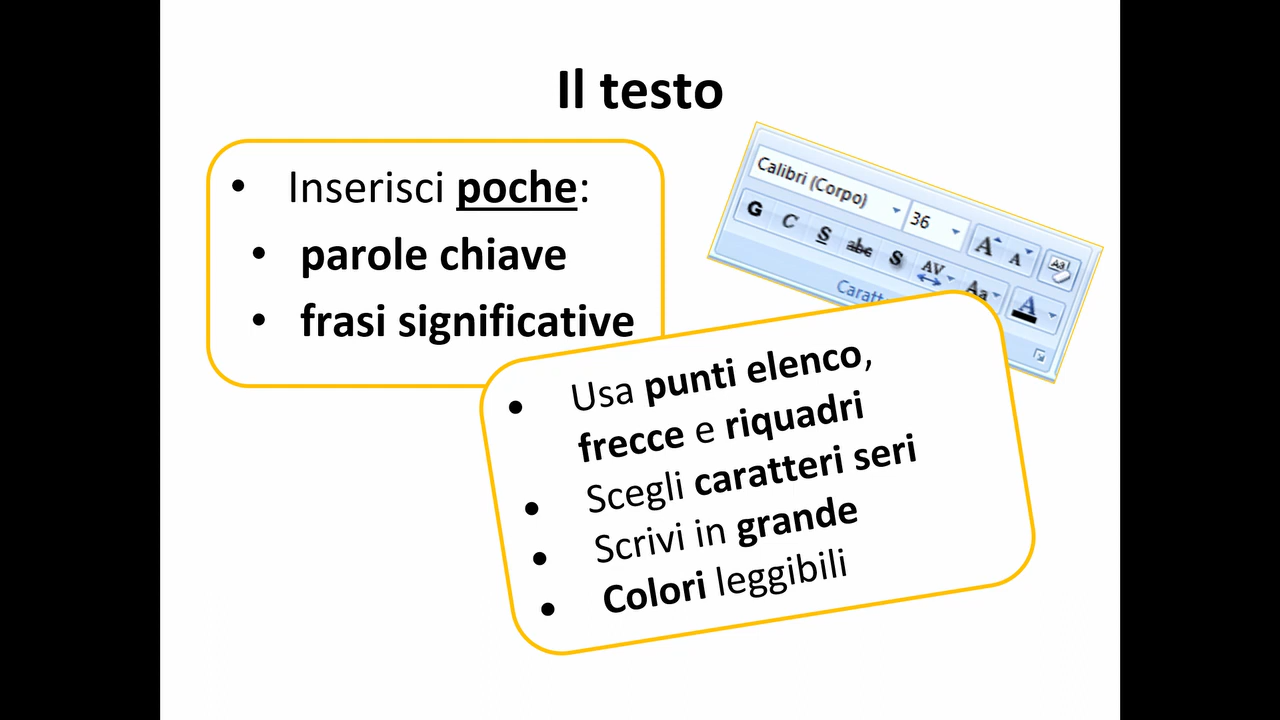 Il testo
• Inserisci poche:
• parole chiave
• frasi significative
Calibri (Corpo) 36
G C S abc S AV Aa A
• Usa punti elenco,
frecce e riquadri
• Scegli caratteri seri
• Scrivi in grande
• Colori leggibili